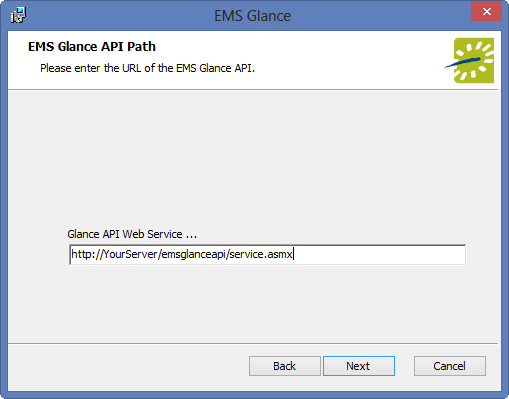 EMS Glance
EMS Glance API Path
Please enter the URL of the EMS Glance API.
Glance API Web Service ...
http://YourServer/emsglanceapi/service.asmx
Back
Next
Cancel